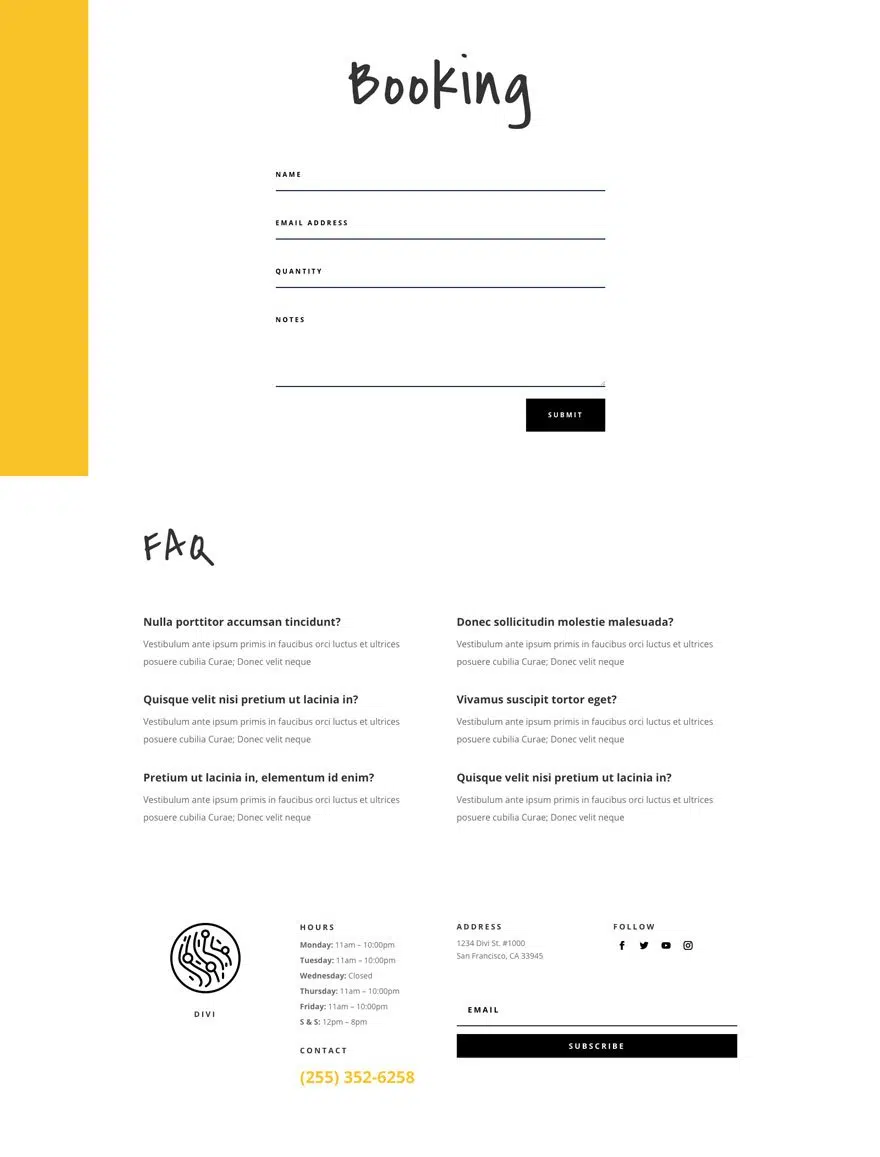 Booking
NAME
EMAIL ADDRESS
QUANTITY
NOTES
SUBMIT
FAQ
Nulla porttitor accumsan tincidunt?
Vestibulum ante ipsum primis in faucibus orci luctus et ultrices
posuere cubilia Curae; Donec velit neque
Donec sollicitudin molestie malesuada?
Vestibulum ante ipsum primis in faucibus orci luctus et ultrices
posuere cubilia Curae; Donec velit neque
Quisque velit nisi pretium ut lacinia in?
Vestibulum ante ipsum primis in faucibus orci luctus et ultrices
posuere cubilia Curae; Donec velit neque
Vivamus suscipit tortor eget?
Vestibulum ante ipsum primis in faucibus orci luctus et ultrices
posuere cubilia Curae; Donec velit neque
Pretium ut lacinia in, elementum id enim?
Vestibulum ante ipsum primis in faucibus orci luctus et ultrices
posuere cubilia Curae; Donec velit neque
Quisque velit nisi pretium ut lacinia in?
Vestibulum ante ipsum primis in faucibus orci luctus et ultrices
posuere cubilia Curae; Donec velit neque
DIVI
HOURS
Monday: 11am – 10:00pm
Tuesday: 11am – 10:00pm
Wednesday: Closed
Thursday: 11am – 10:00pm
Friday: 11am – 10:00pm
S & S: 12pm – 8pm
CONTACT
(255) 352-6258
ADDRESS
1234 Divi St. #1000
San Francisco, CA 33945
FOLLOW
EMAIL
SUBSCRIBE